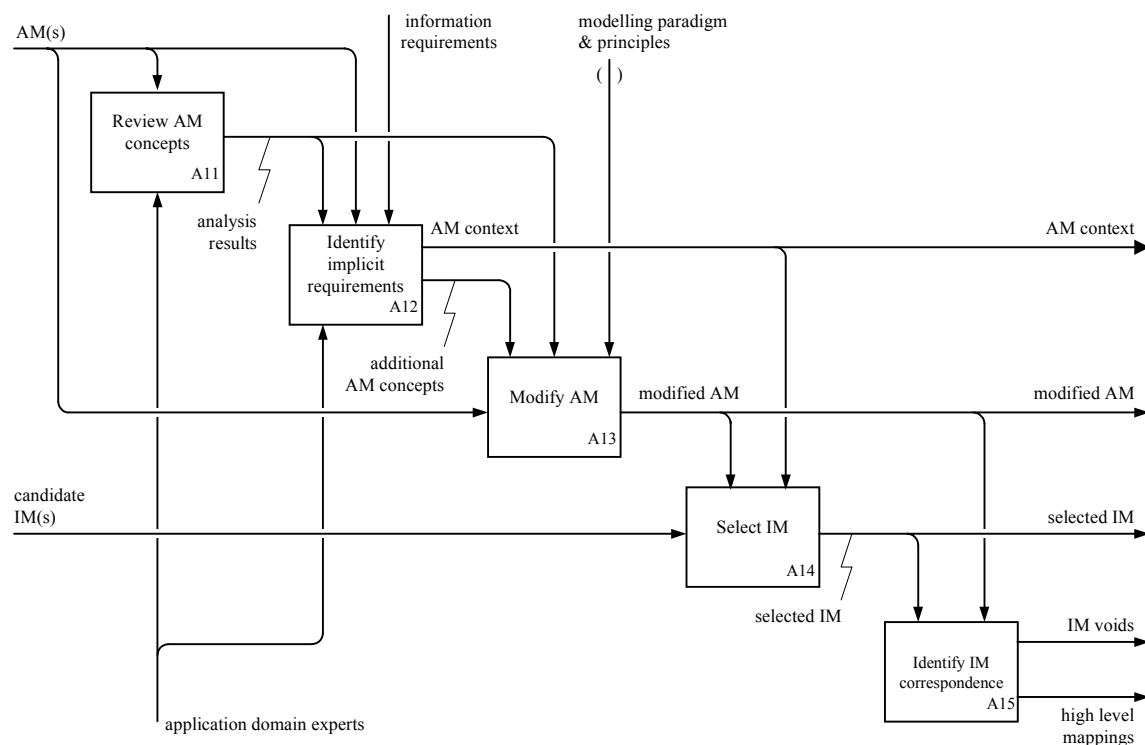 information
requirements
modelling paradigm
& principles
( )
AM(s)
Review AM
concepts
A11
analysis
results
Identify
implicit
requirements
A12
AM context
AM context
additional
AM concepts
Modify AM
A13
modified AM
modified AM
candidate
IM(s)
Select IM
A14
selected IM
selected IM
Identify IM
correspondence
A15
IM voids
high level
mappings
application domain experts